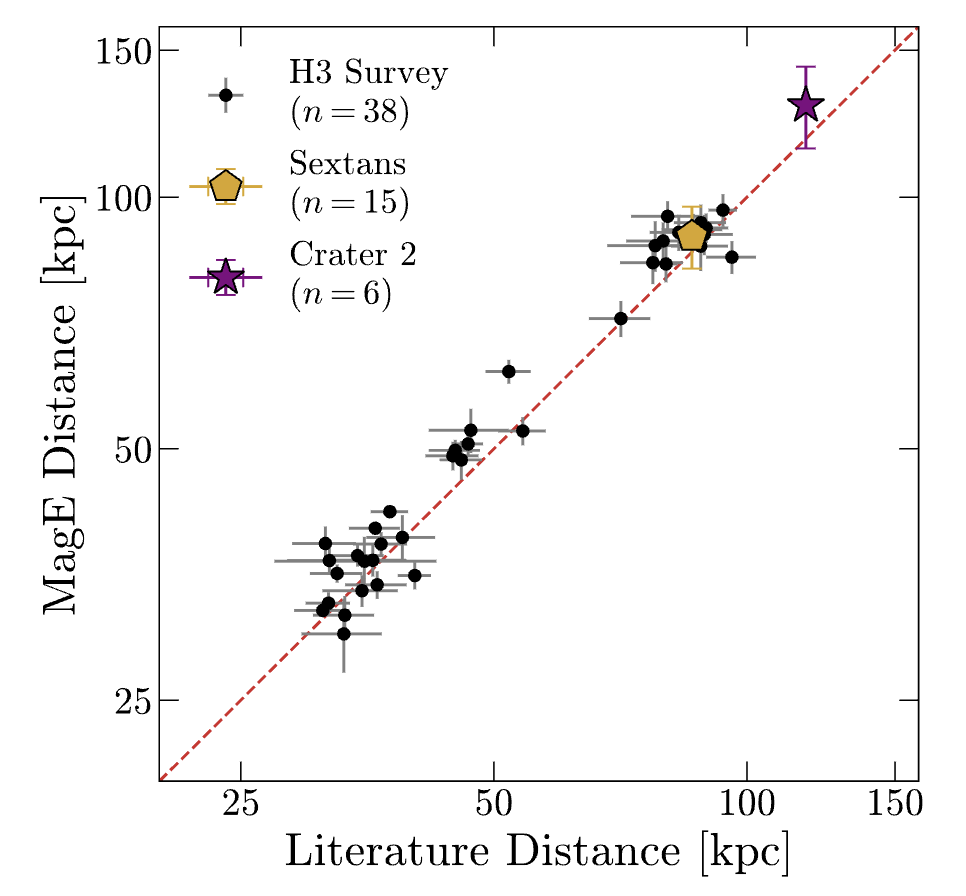 150
100
50
25
MagE Distance [kpc]
H3 Survey
(n = 38)
Sextans
(n = 15)
Crater 2
(n = 6)
25
50
100
150
Literature Distance [kpc]